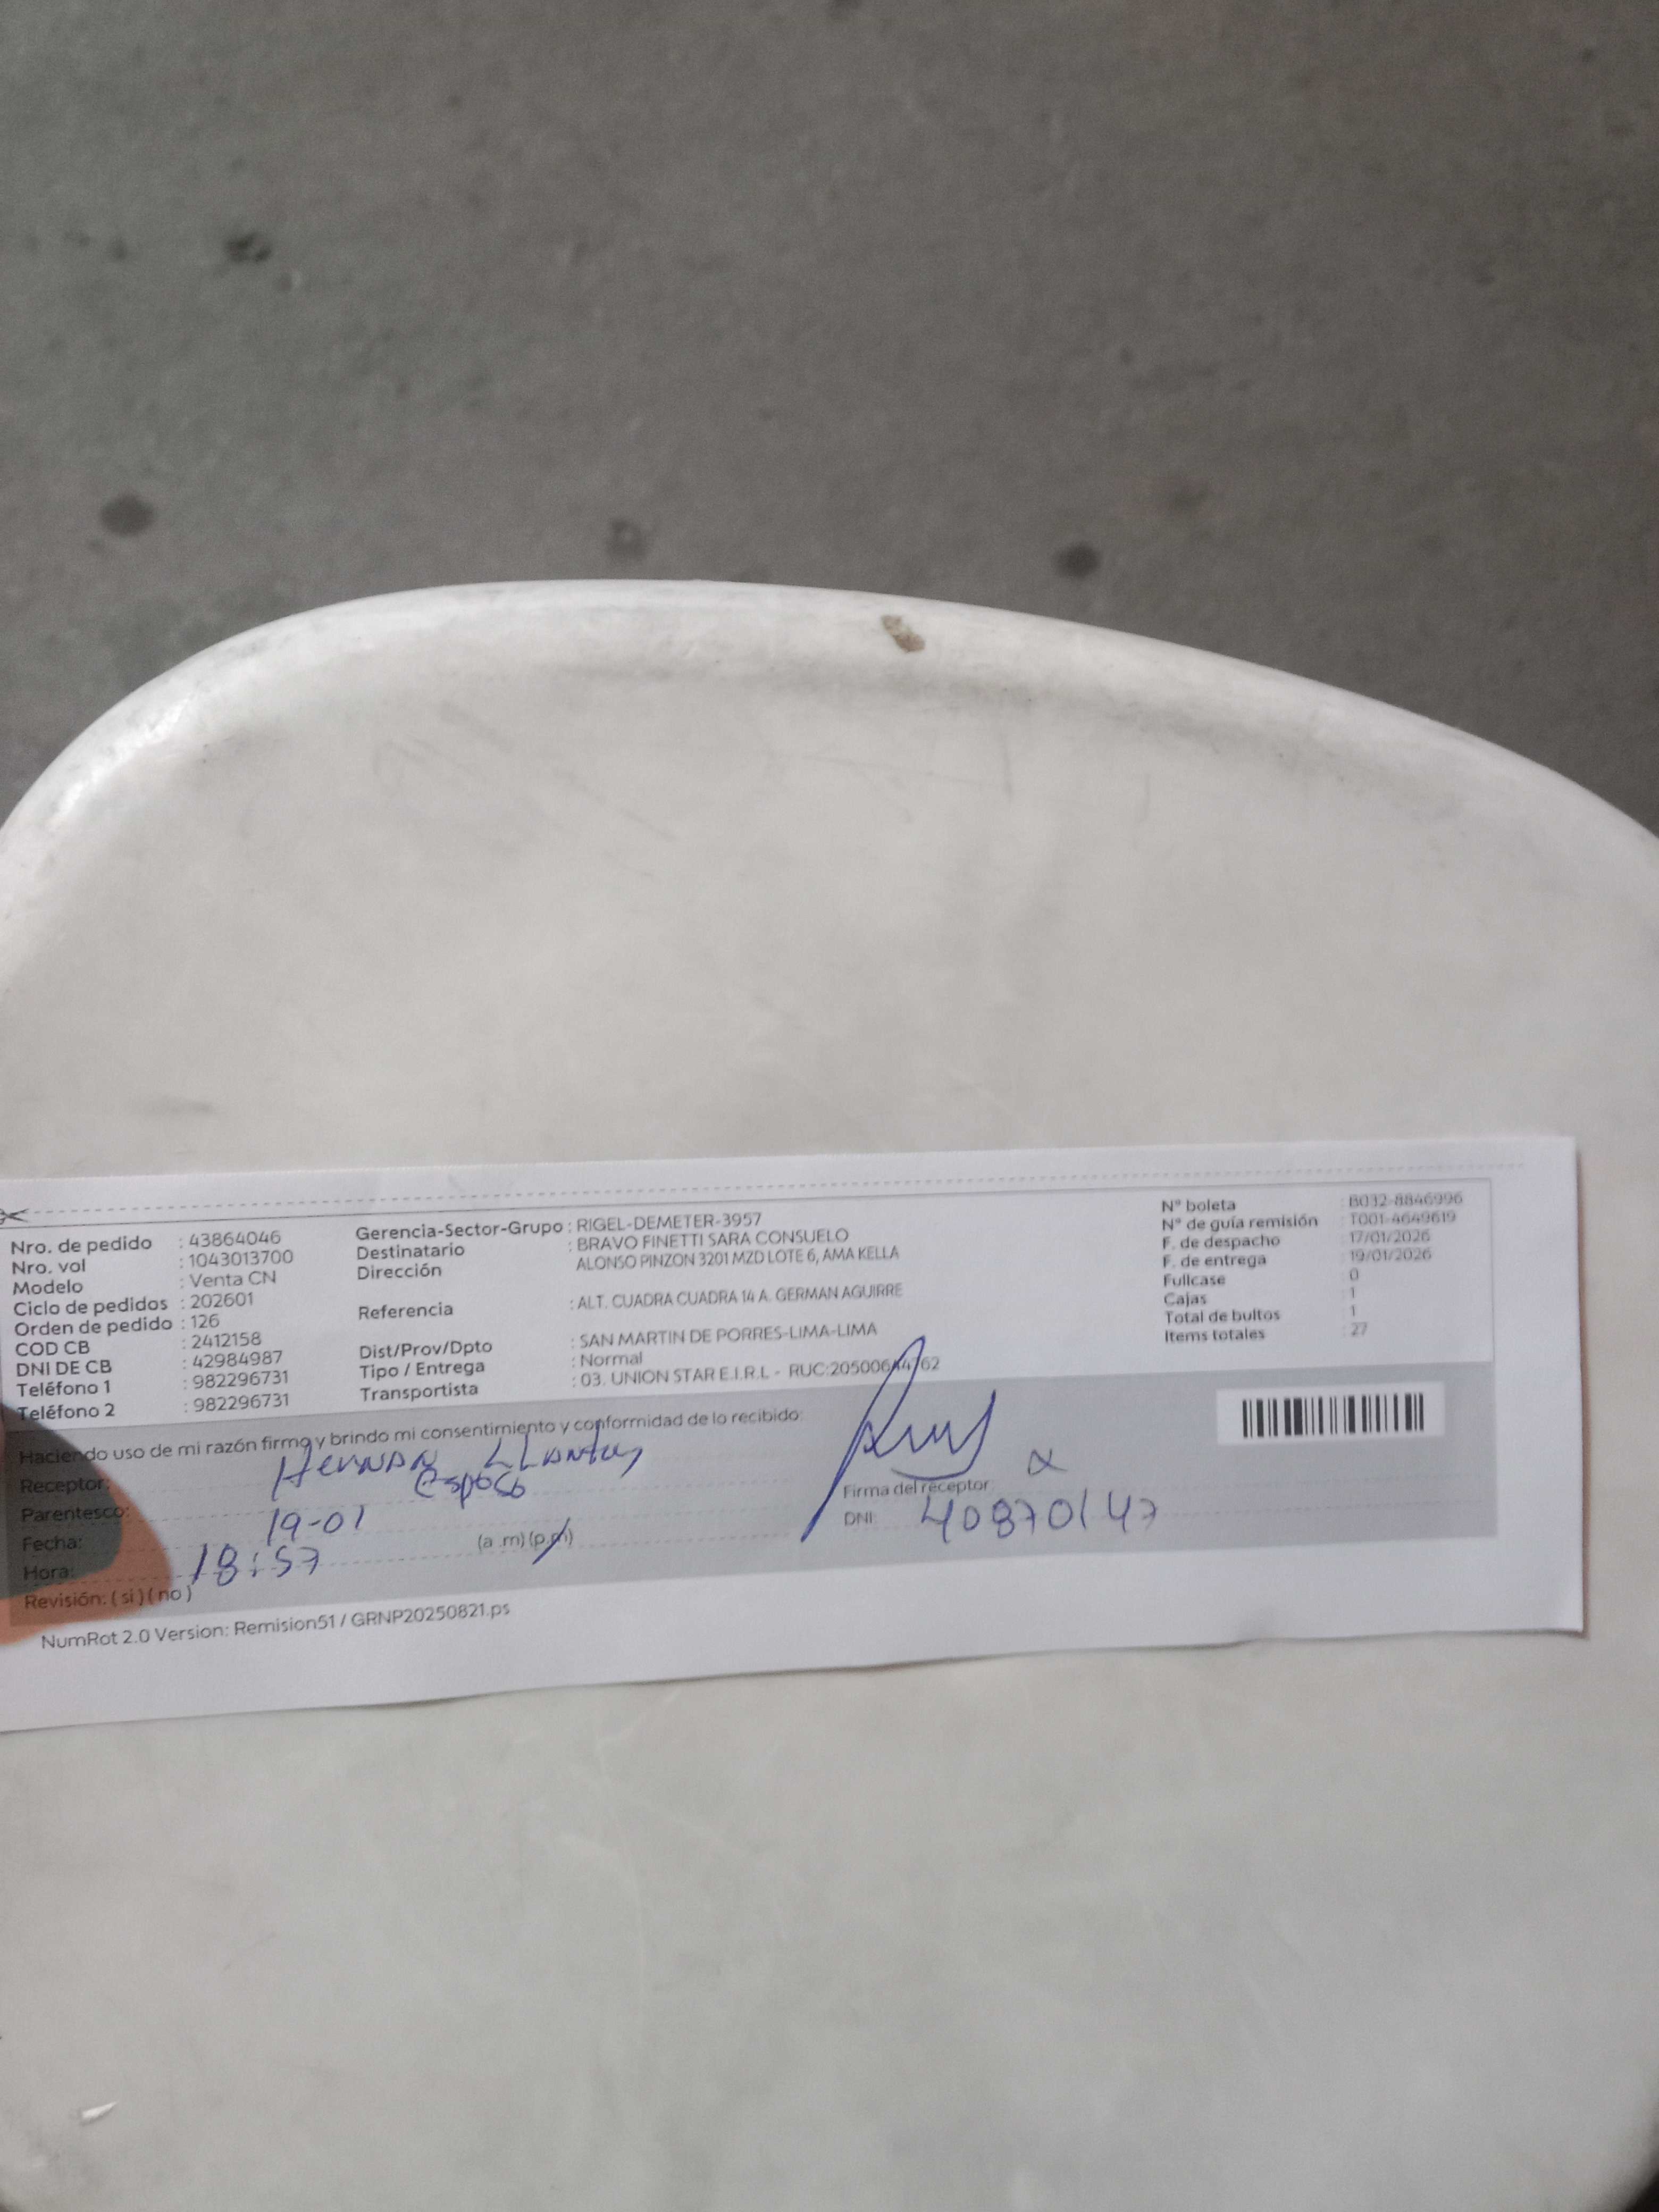 Nro. de pedido : 43864046
Nro. vol : 1043013700
Modelo : Venta CN
Ciclo de pedidos : 202601
Orden de pedido : 126
COD CB : 2412158
DNI DE CB : 42984987
Teléfono 1 : 982296731
Teléfono 2 : 982296731
Gerencia-Sector-Grupo : RIGEL-DEMETER-3957
Destinatario : BRAVO FINETTI SARA CONSUELO
Dirección ALONSO PINZON 3201 MZD LOTE 6, AMA KELLA
Referencia : ALT. CUADRA CUADRA 14 A. GERMAN AGUIRRE
Dist/Prov/Dpto : SAN MARTIN DE PORRES-LIMA-LIMA
Tipo / Entrega : Normal
Transportista : 03. UNION STAR E.I.R.L - RUC:
N° boleta : B032-8846996
N° de guía remisión : T001-4649619
F. de despacho : 17/01/2026
F. de entrega : 19/01/2026
Fullcase : 0
Cajas : 1
Total de bultos : 1
Items totales : 27
Haciendo uso de mi razón firmo y brindo mi consentimiento y conformidad de lo recibido:
Receptor: Hernan
Parentesco: esposo
Fecha: 19-01
Hora: 18:57 (a .m) (p.m)
Revisión: ( si ) ( no )
Firma del receptor:
DNI: 40870147
NumRot 2.0 Version: Remision51 / GRNP20250821.ps